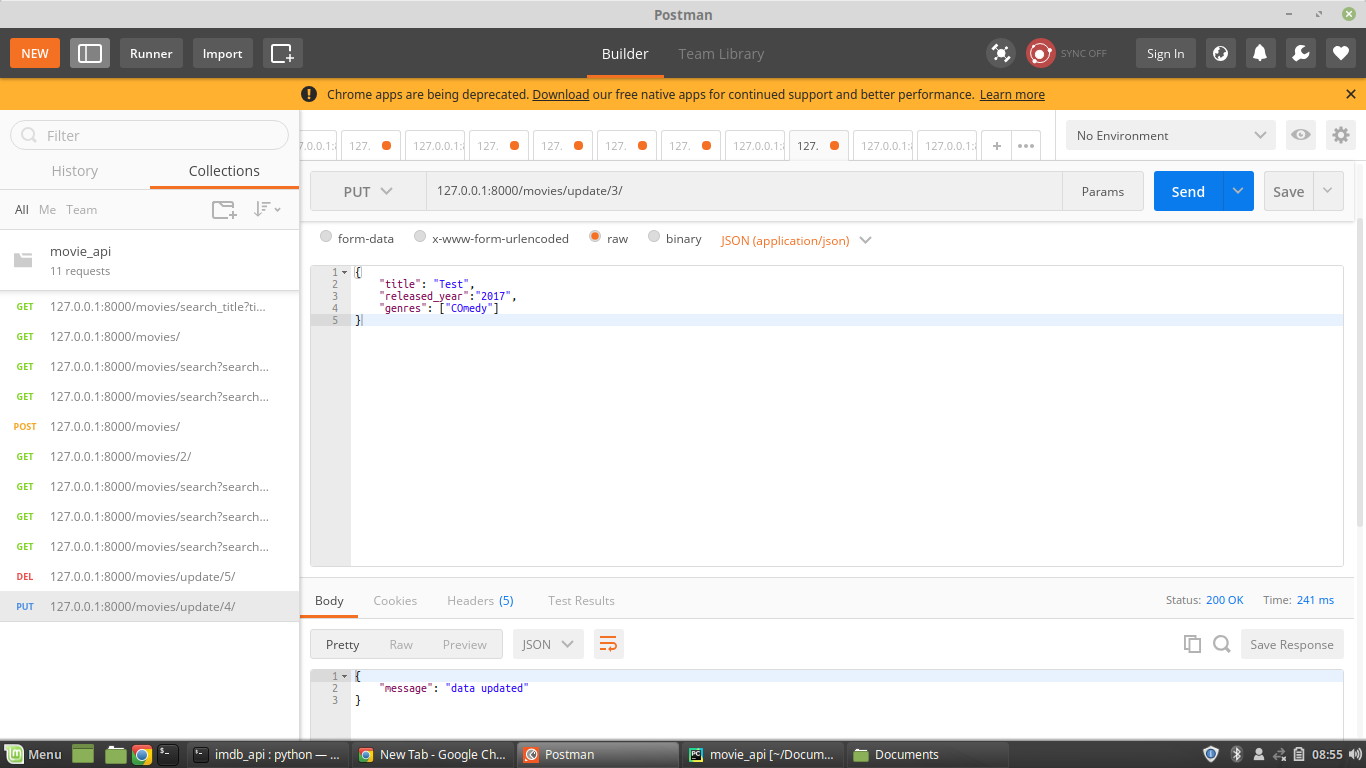 Postman
NEW
Runner
Import
Builder
Team Library
SYNC OFF
Sign In
Chrome apps are being deprecated. Download our free native apps for continued support and better performance. Learn more
Filter
History
Collections
All
Me
Team
movie_api
11 requests
GET 127.0.0.1:8000/movies/search_title?ti...
GET 127.0.0.1:8000/movies/
GET 127.0.0.1:8000/movies/search?search...
GET 127.0.0.1:8000/movies/search?search...
POST 127.0.0.1:8000/movies/
GET 127.0.0.1:8000/movies/2/
GET 127.0.0.1:8000/movies/search?search...
GET 127.0.0.1:8000/movies/search?search...
GET 127.0.0.1:8000/movies/search?search...
DEL 127.0.0.1:8000/movies/update/5/
PUT 127.0.0.1:8000/movies/update/4/
7.0.0.1:8
127.
127.0.0.1:8
127.
127.
127.
127.
127.0.0.1:8
127.
127.0.0.1:8
127.0.0.1:8
+
•••
No Environment
PUT
127.0.0.1:8000/movies/update/3/
Params
Send
Save
form-data
x-www-form-urlencoded
raw
binary
JSON (application/json)
1 {
2 "title": "Test",
3 "released_year":"2017",
4 "genres": ["COmedy"]
5 }
Body
Cookies
Headers (5)
Test Results
Status: 200 OK
Time: 241 ms
Pretty
Raw
Preview
JSON
Save Response
1 {
2 "message": "data updated"
3 }
Menu
imdb_api : python — ...
New Tab - Google Ch...
Postman
movie_api [~/Docum...
Documents
08:55